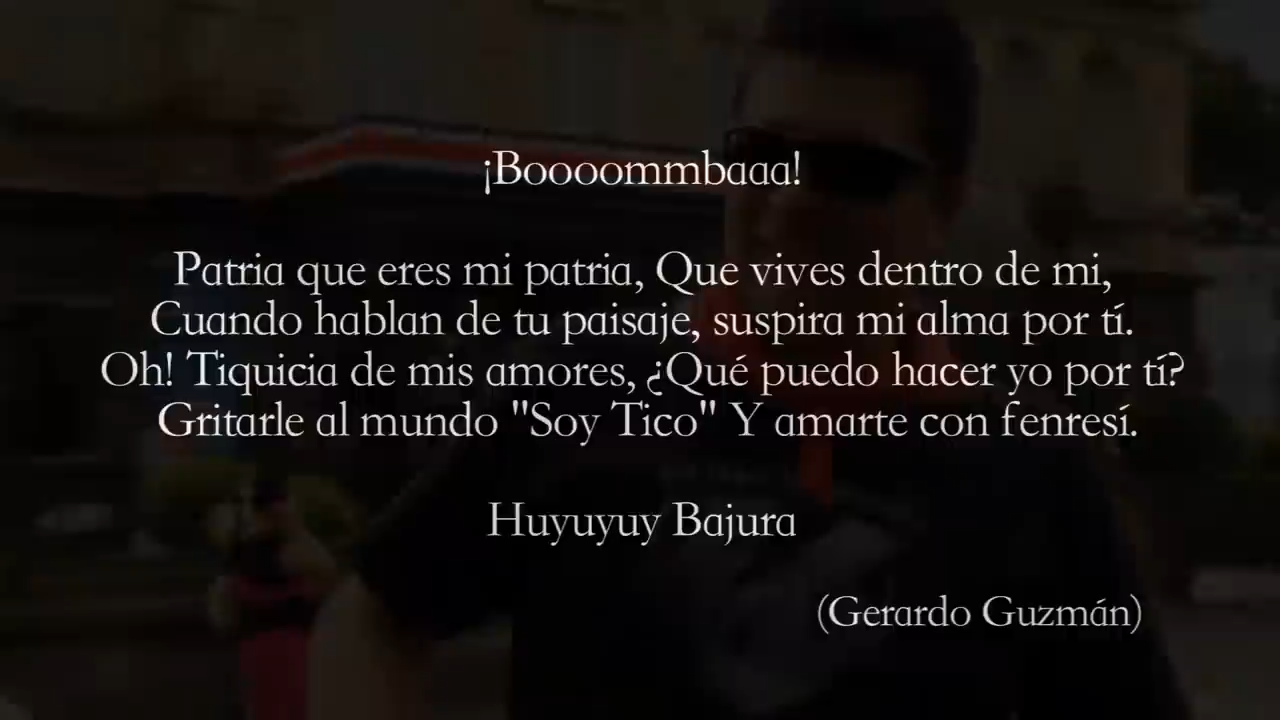 ¡Boooommbaaa!
Patria que eres mi patria, Que vives dentro de mi,
Cuando hablan de tu paisaje, suspira mi alma por tí.
Oh! Tiquicia de mis amores, ¿Qué puedo hacer yo por tí?
Gritarle al mundo "Soy Tico" Y amarte con fenresí.
Huyuyuy Bajura
(Gerardo Guzmán)